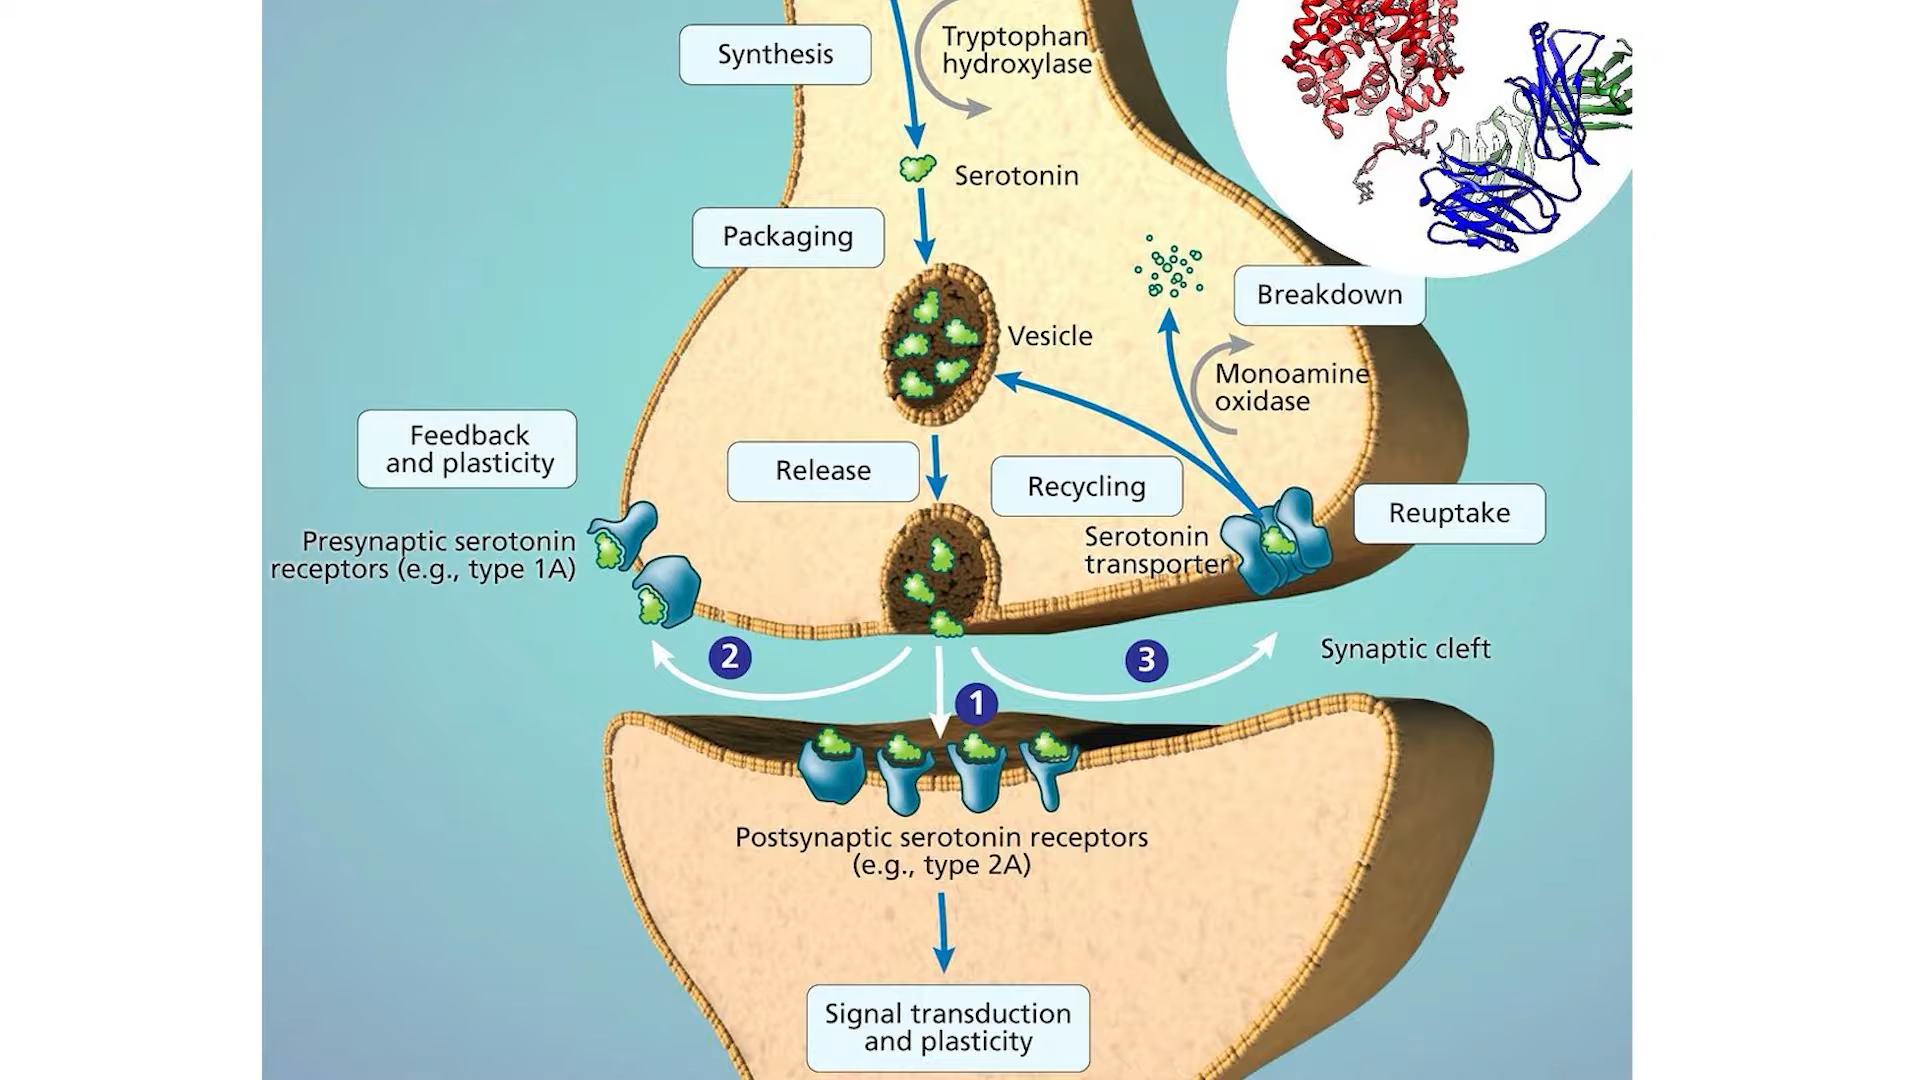 Synthesis
Tryptophan
hydroxylase
Serotonin
Packaging
Breakdown
Vesicle
Monoamine
oxidase
Feedback
and plasticity
Release
Recycling
Reuptake
Presynaptic serotonin
receptors (e.g., type 1A)
Serotonin
transporter
2
3
Synaptic cleft
1
Postsynaptic serotonin receptors
(e.g., type 2A)
Signal transduction
and plasticity